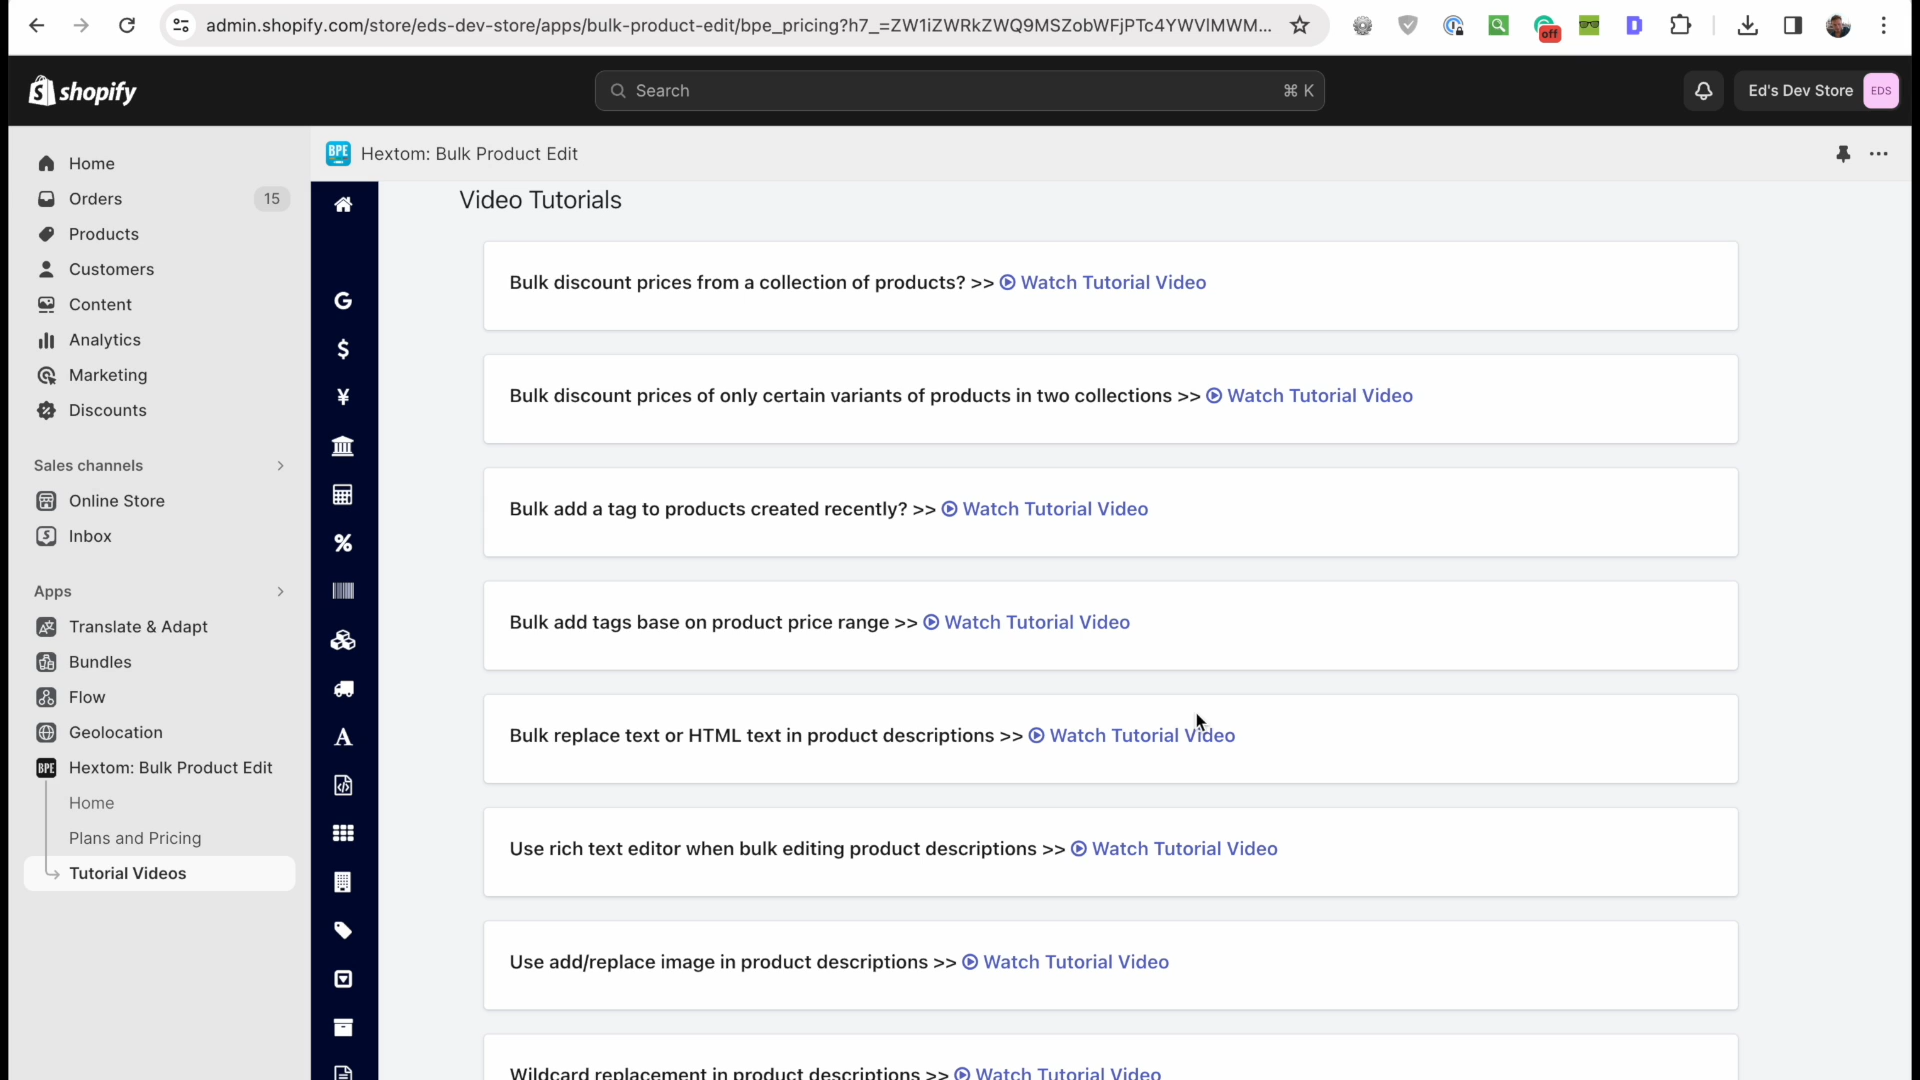 admin.shopify.com/store/eds-dev-store/apps/bulk-product-edit/bpe_pricing?h7_=ZW1iZWRkZWQ9MSZobWFjPTc4YWVlMWM...
off
shopify
Search
⌘ K
Ed's Dev Store
EDS
Home
Orders
15
Products
Customers
Content
Analytics
Marketing
Discounts
Sales channels
Online Store
Inbox
Apps
Translate & Adapt
Bundles
Flow
Geolocation
BPE
Hextom: Bulk Product Edit
Home
Plans and Pricing
Tutorial Videos
BPE
Hextom: Bulk Product Edit
Video Tutorials
Bulk discount prices from a collection of products? >> Watch Tutorial Video
Bulk discount prices of only certain variants of products in two collections >> Watch Tutorial Video
Bulk add a tag to products created recently? >> Watch Tutorial Video
Bulk add tags base on product price range >> Watch Tutorial Video
Bulk replace text or HTML text in product descriptions >> Watch Tutorial Video
Use rich text editor when bulk editing product descriptions >> Watch Tutorial Video
Use add/replace image in product descriptions >> Watch Tutorial Video
Wildcard replacement in product descriptions >> Watch Tutorial Video